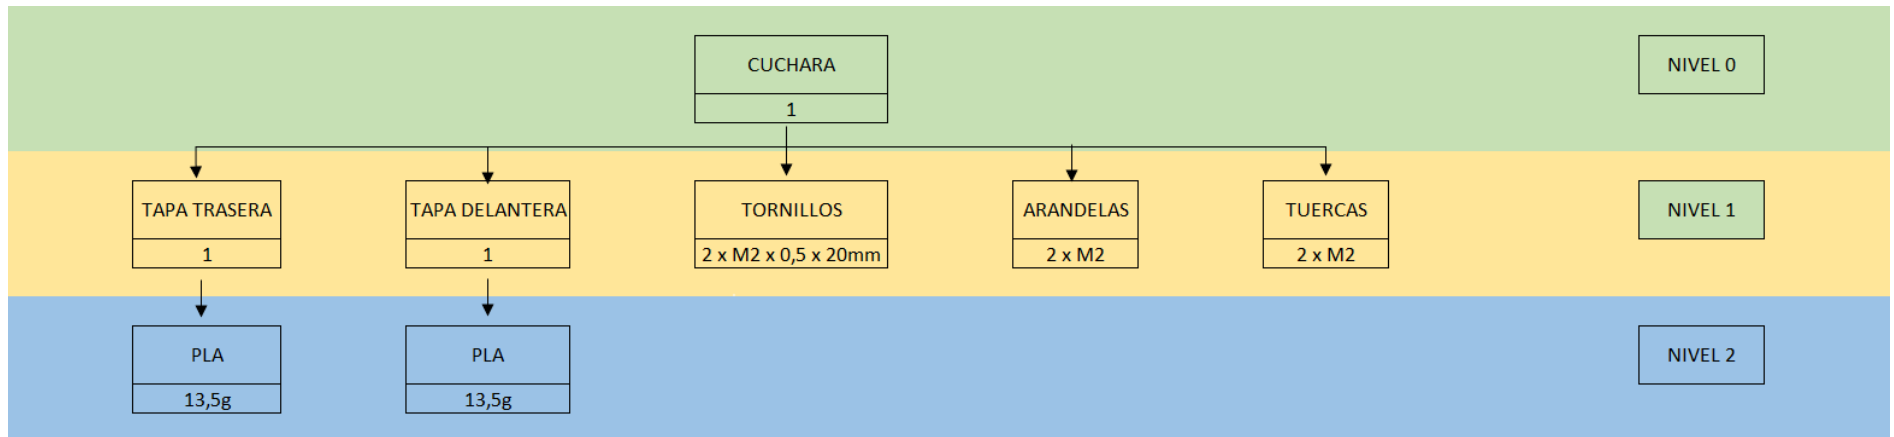 CUCHARA
1
NIVEL 0
TAPA TRASERA
1
TAPA DELANTERA
1
TORNILLOS
2 x M2 x 0,5 x 20mm
ARANDELAS
2 x M2
TUERCAS
2 x M2
NIVEL 1
PLA
13,5g
PLA
13,5g
NIVEL 2